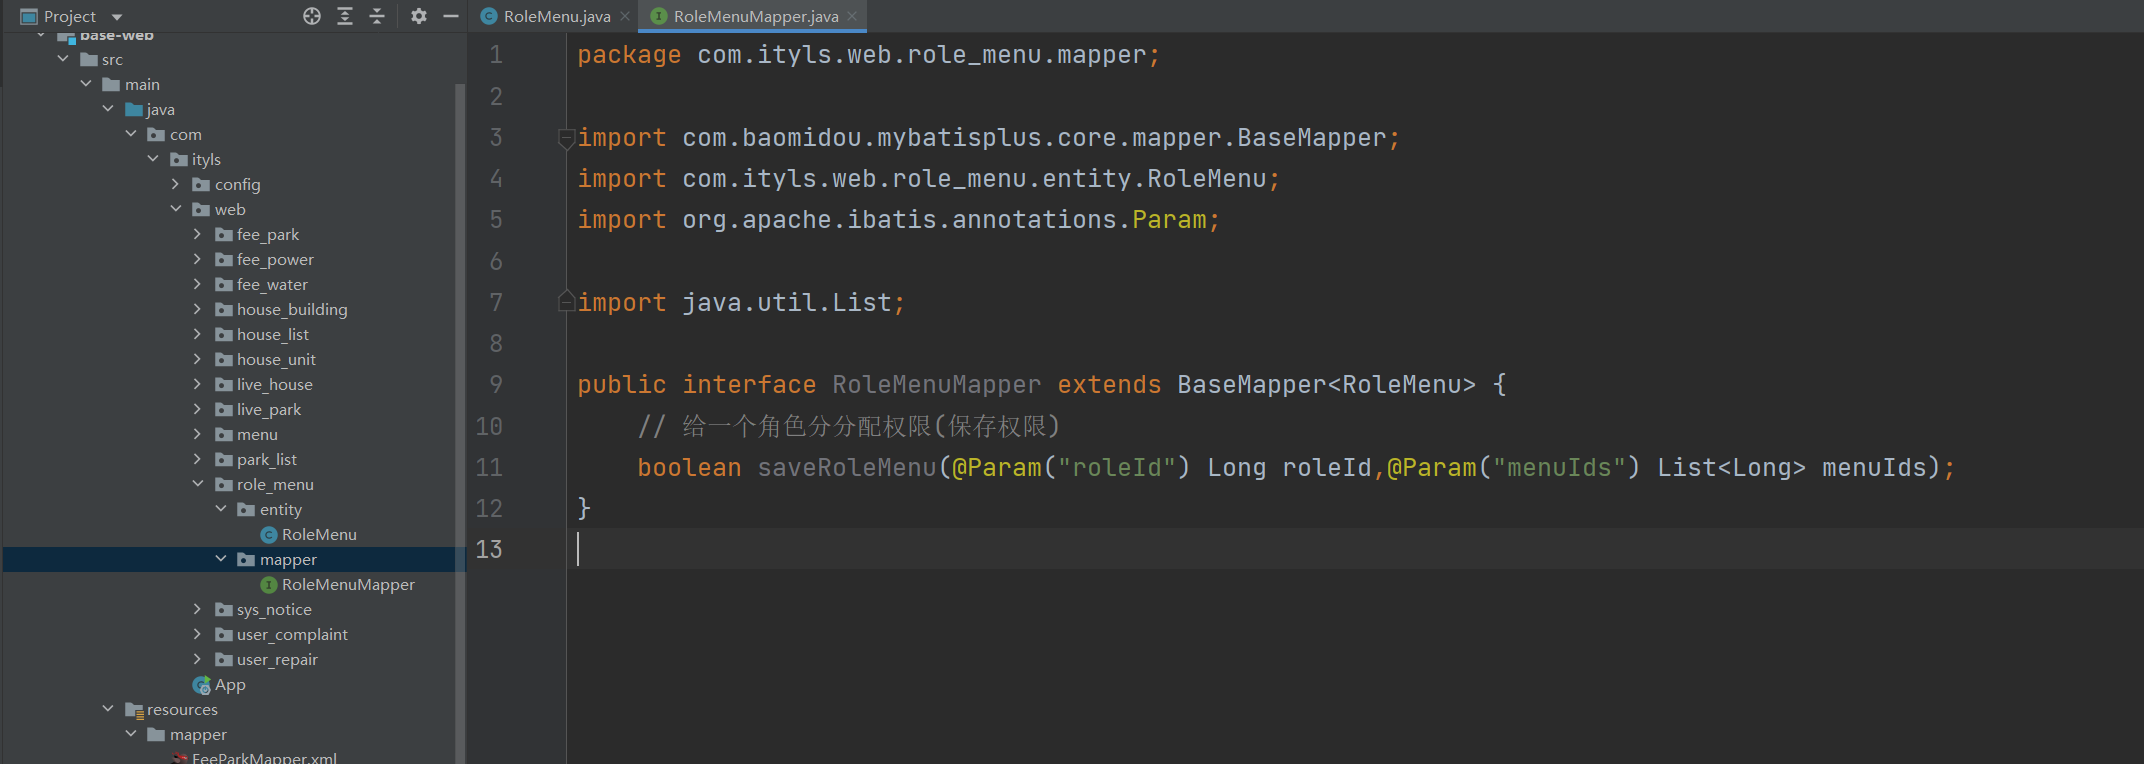 Project
RoleMenu.java
RoleMenuMapper.java
base-web
src
main
java
com
ityls
config
web
fee_park
fee_power
fee_water
house_building
house_list
house_unit
live_house
live_park
menu
park_list
role_menu
entity
RoleMenu
mapper
RoleMenuMapper
sys_notice
user_complaint
user_repair
App
resources
mapper
FeeParkMapper.xml
1 package com.ityls.web.role_menu.mapper;
2
3 import com.baomidou.mybatisplus.core.mapper.BaseMapper;
4 import com.ityls.web.role_menu.entity.RoleMenu;
5 import org.apache.ibatis.annotations.Param;
6
7 import java.util.List;
8
9 public interface RoleMenuMapper extends BaseMapper<RoleMenu> {
10 // 给一个角色分分配权限(保存权限)
11 boolean saveRoleMenu(@Param("roleId") Long roleId,@Param("menuIds") List<Long> menuIds);
12 }
13